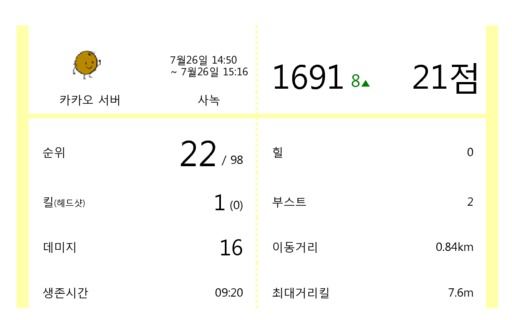 7월26일 14:50
~ 7월26일 15:16
카카오 서버
사녹
1691 8▲
21점
순위 22 / 98
힐 0
킬(헤드샷) 1 (0)
부스트 2
데미지 16
이동거리 0.84km
생존시간 09:20
최대거리킬 7.6m